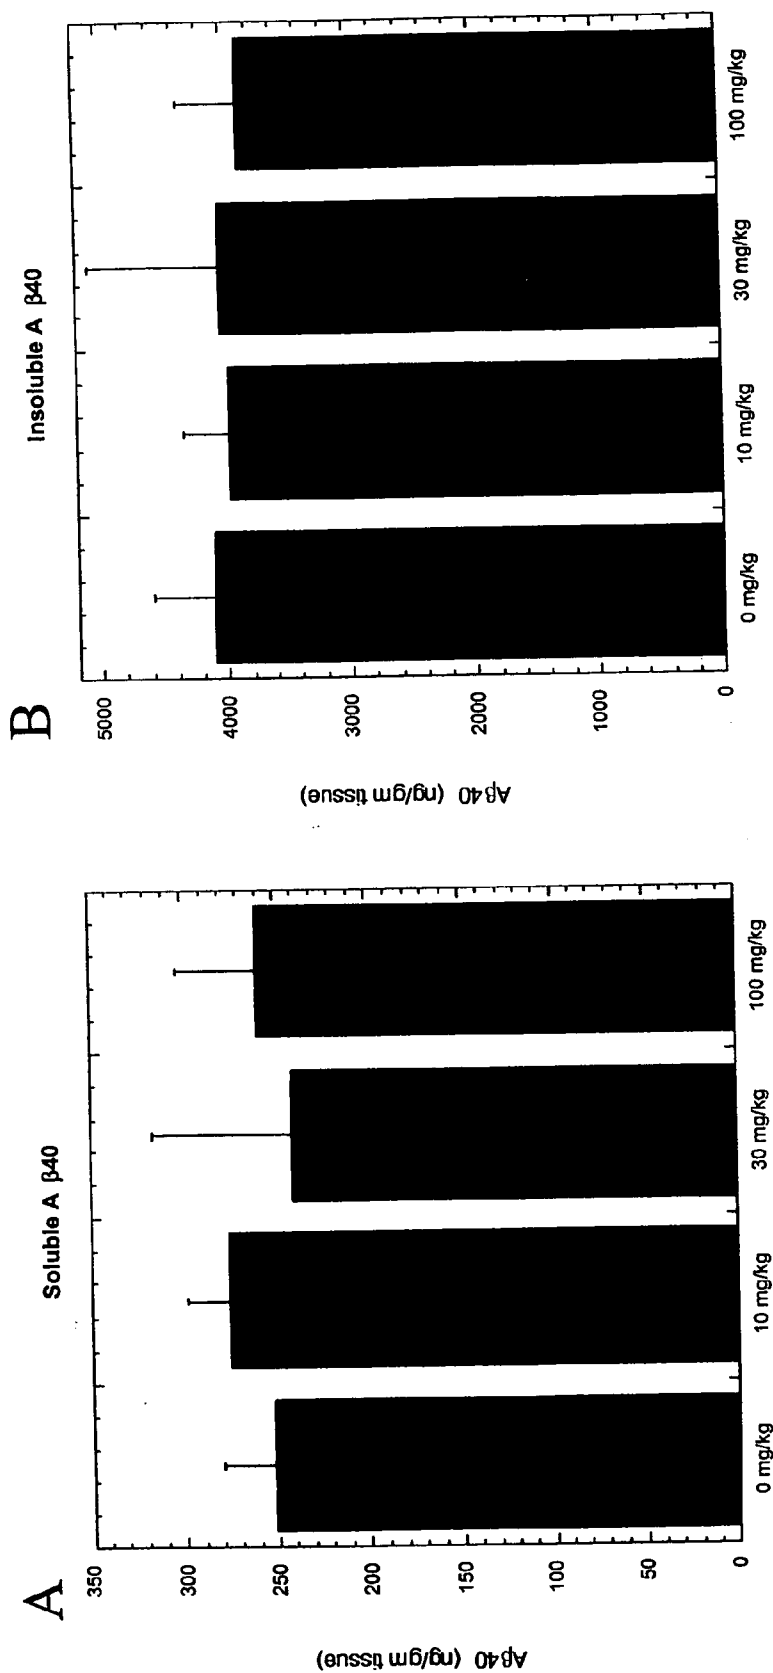 A
Soluble A β40
Aβ40 (ng/gm tissue)
350
300
250
200
150
100
50
0
0 mg/kg
10 mg/kg
30 mg/kg
100 mg/kg
B
Insoluble A β40
Aβ40 (ng/gm tissue)
5000
4000
3000
2000
1000
0
0 mg/kg
10 mg/kg
30 mg/kg
100 mg/kg